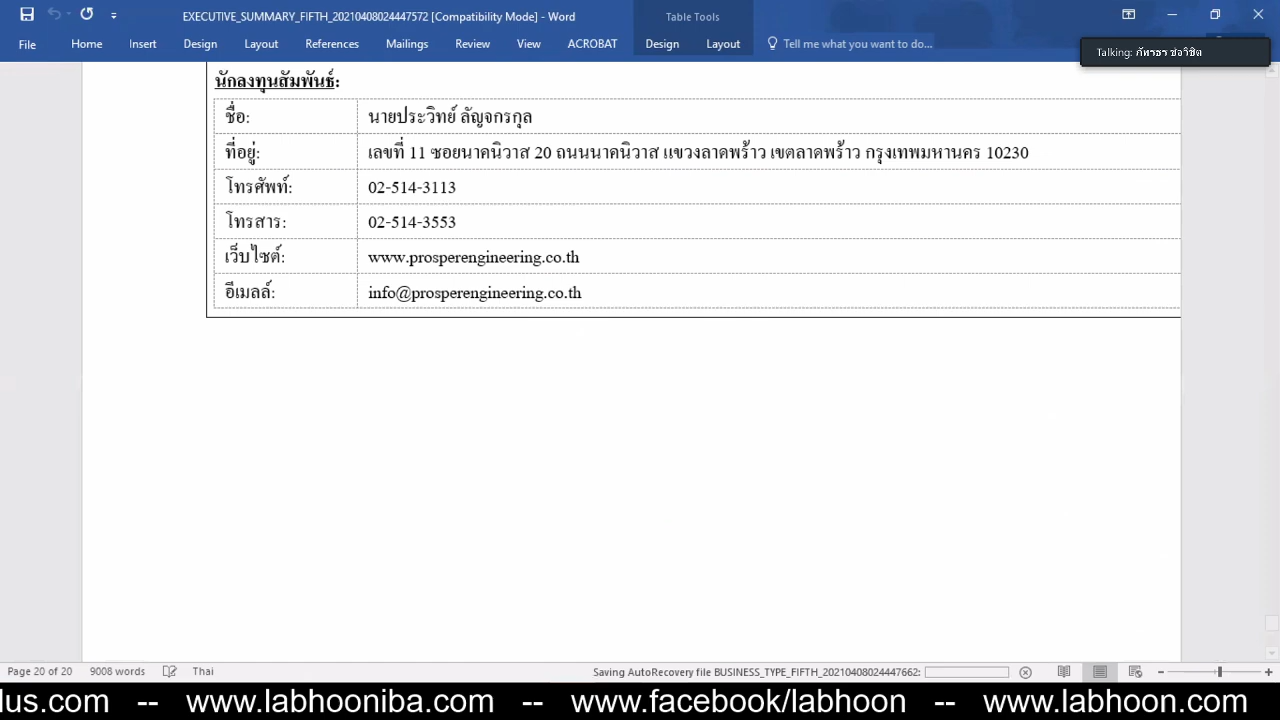 EXECUTIVE_SUMMARY_FIFTH_20210408024447572 [Compatibility Mode] - Word
Table Tools
File Home Insert Design Layout References Mailings Review View ACROBAT Design Layout Tell me what you want to do...
Talking: ภัทรธร ช่อวิชิต
นักลงทุนสัมพันธ์:
ชื่อ: นายประวิทย์ ลัญจกรกุล
ที่อยู่: เลขที่ 11 ซอยนาคนิวาส 20 ถนนนาคนิวาส แขวงลาดพร้าว เขตลาดพร้าว กรุงเทพมหานคร 10230
โทรศัพท์: 02-514-3113
โทรสาร: 02-514-3553
เว็บไซต์: www.prosperengineering.co.th
อีเมลล์: info@prosperengineering.co.th
Page 20 of 20 9008 words Thai Saving AutoRecovery file BUSINESS_TYPE_FIFTH_20210408024447662:
lus.com -- www.labhooniba.com -- www.facebook/labhoon -- www.labhoon.com